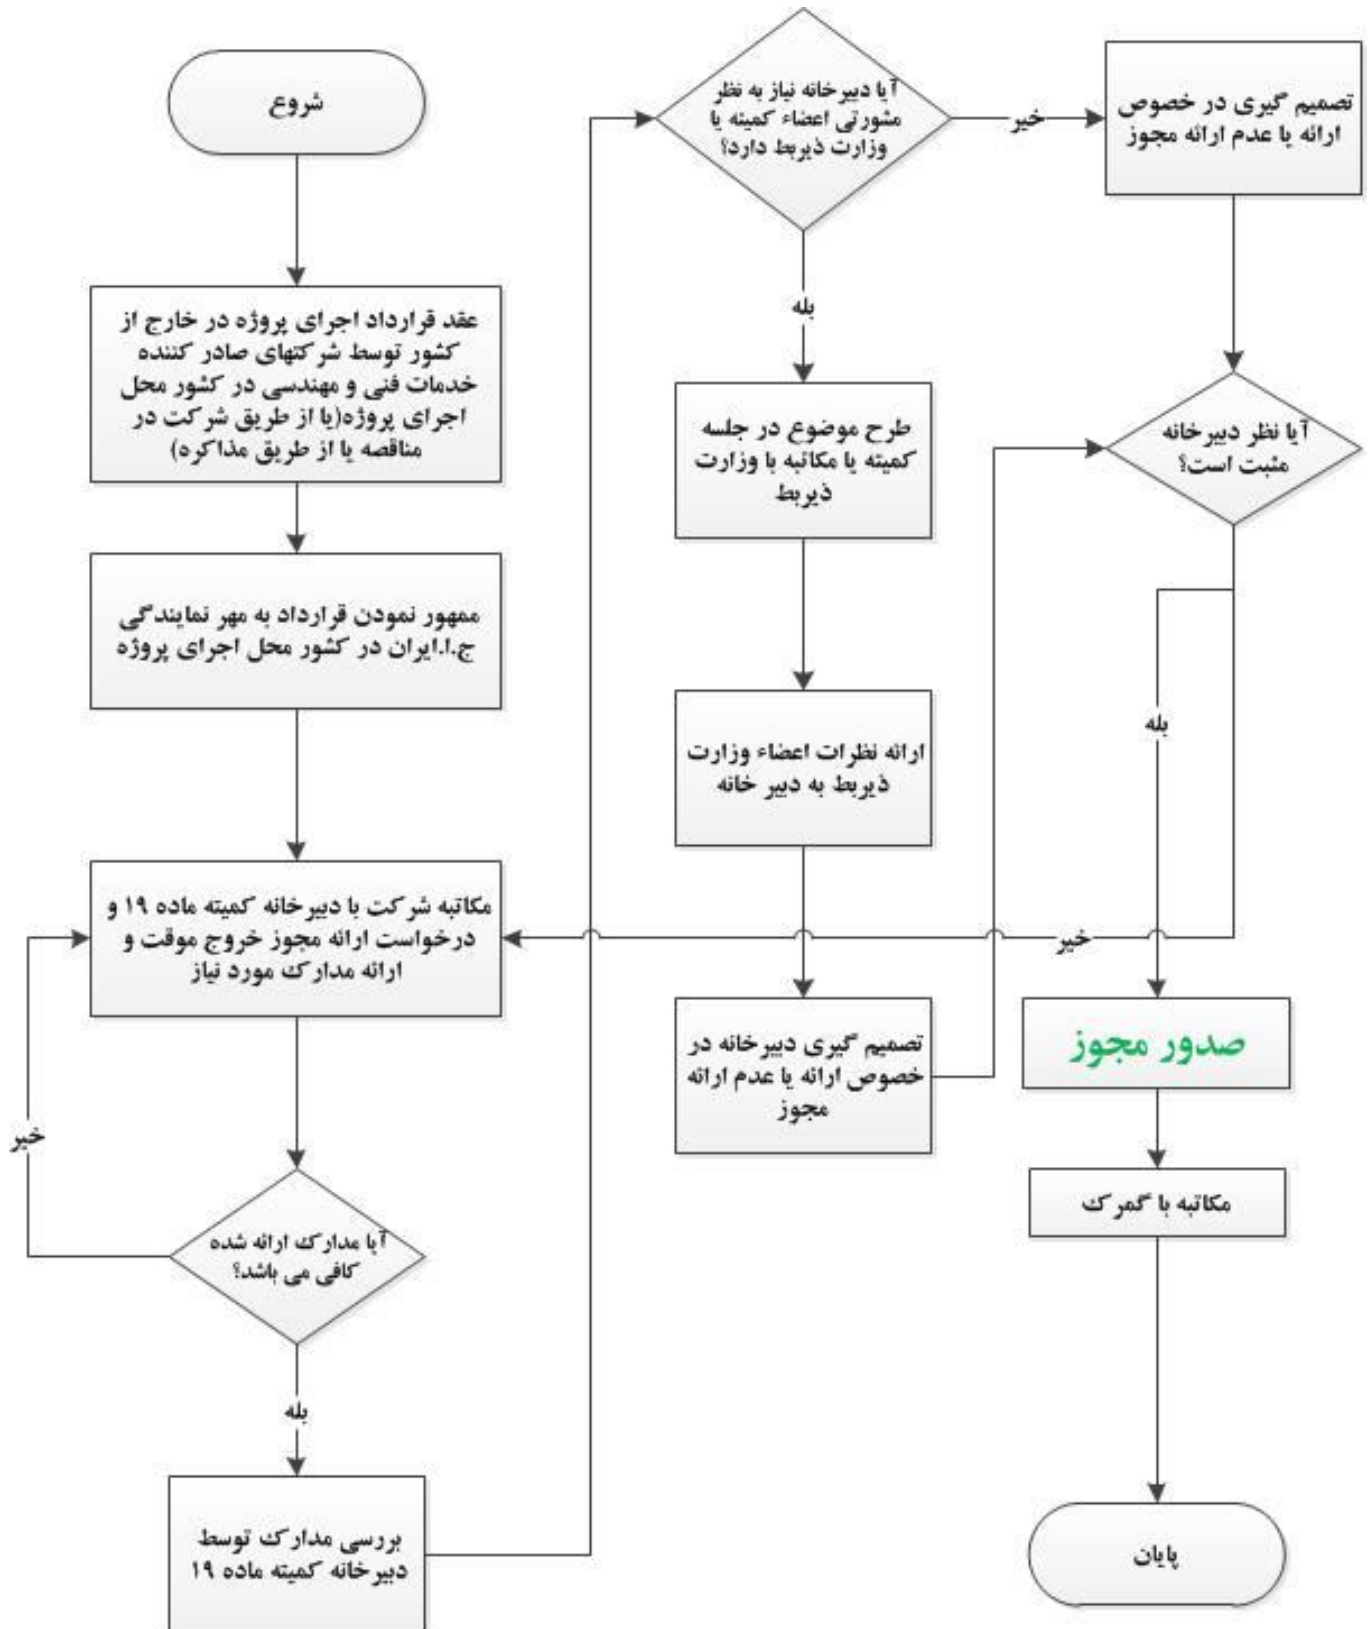 شروع
عقد قرارداد اجرای پروژه در خارج از
کشور توسط شرکتهای صادر کننده
خدمات فنی و مهندسی در کشور محل
اجرای پروژه(یا از طریق شرکت در
مناقصه یا از طریق مذاکره)
ممهور نمودن قرارداد به مهر نمایندگی
ج.ا.ایران در کشور محل اجرای پروژه
مکاتبه شرکت با دبیرخانه کمیته ماده ۱۹ و
درخواست ارائه مجوز خروج موقت و
ارائه مدارک مورد نیاز
خیر
آیا مدارک ارائه شده
کافی می باشد؟
بله
بررسی مدارک توسط
دبیرخانه کمیته ماده ۱۹
آیا دبیرخانه نیاز به نظر
مشورتی اعضاء کمیته یا
وزارت ذیربط دارد؟
خیر
بله
طرح موضوع در جلسه
کمیته یا مکاتبه با وزارت
ذیربط
ارائه نظرات اعضاء وزارت
ذیربط به دبیر خانه
تصمیم گیری دبیرخانه در
خصوص ارائه یا عدم ارائه
مجوز
تصمیم گیری در خصوص
ارائه یا عدم ارائه مجوز
آیا نظر دبیرخانه
مثبت است؟
بله
خیر
صدور مجوز
مکاتبه با گمرک
پایان